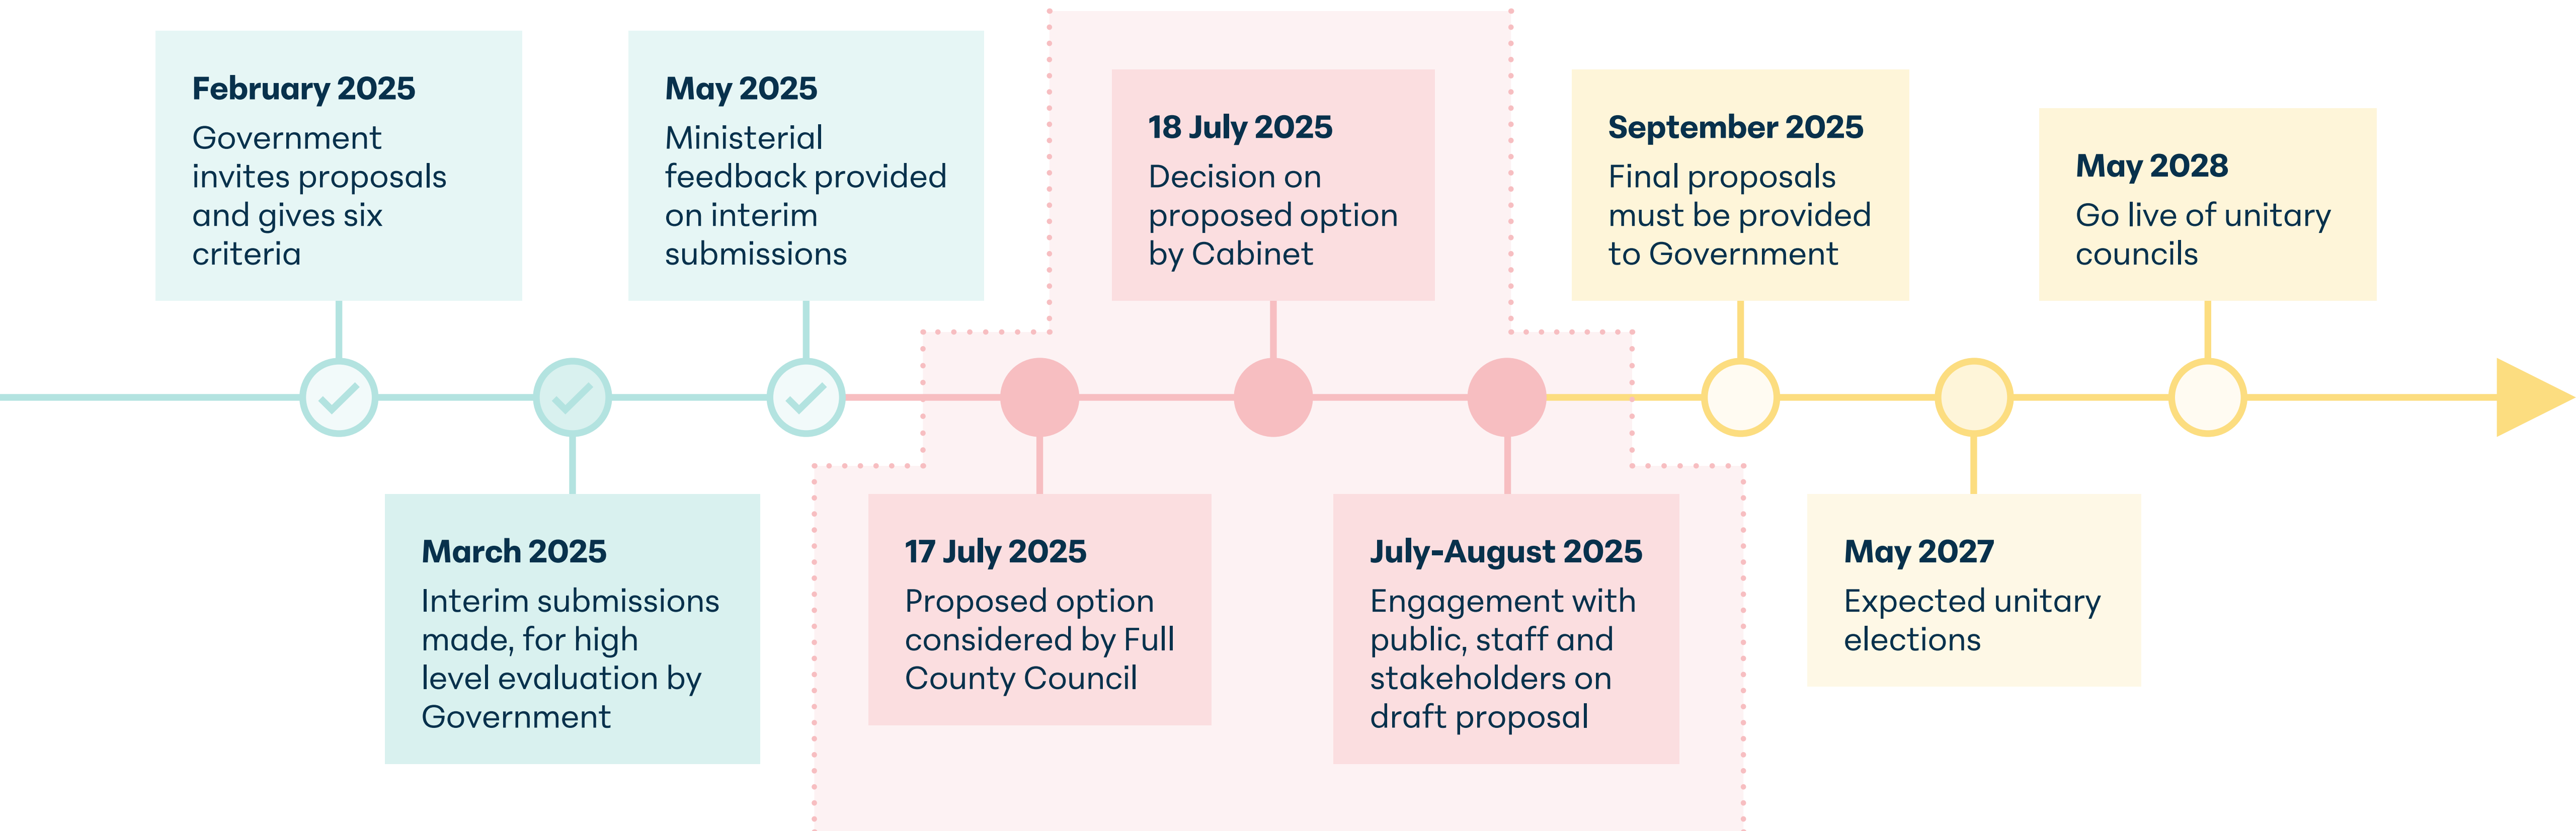 February 2025
Government
invites proposals
and gives six
criteria
March 2025
Interim submissions
made, for high
level evaluation by
Government
May 2025
Ministerial
feedback provided
on interim
submissions
17 July 2025
Proposed option
considered by Full
County Council
18 July 2025
Decision on
proposed option
by Cabinet
July-August 2025
Engagement with
public, staff and
stakeholders on
draft proposal
September 2025
Final proposals
must be provided
to Government
May 2027
Expected unitary
elections
May 2028
Go live of unitary
councils